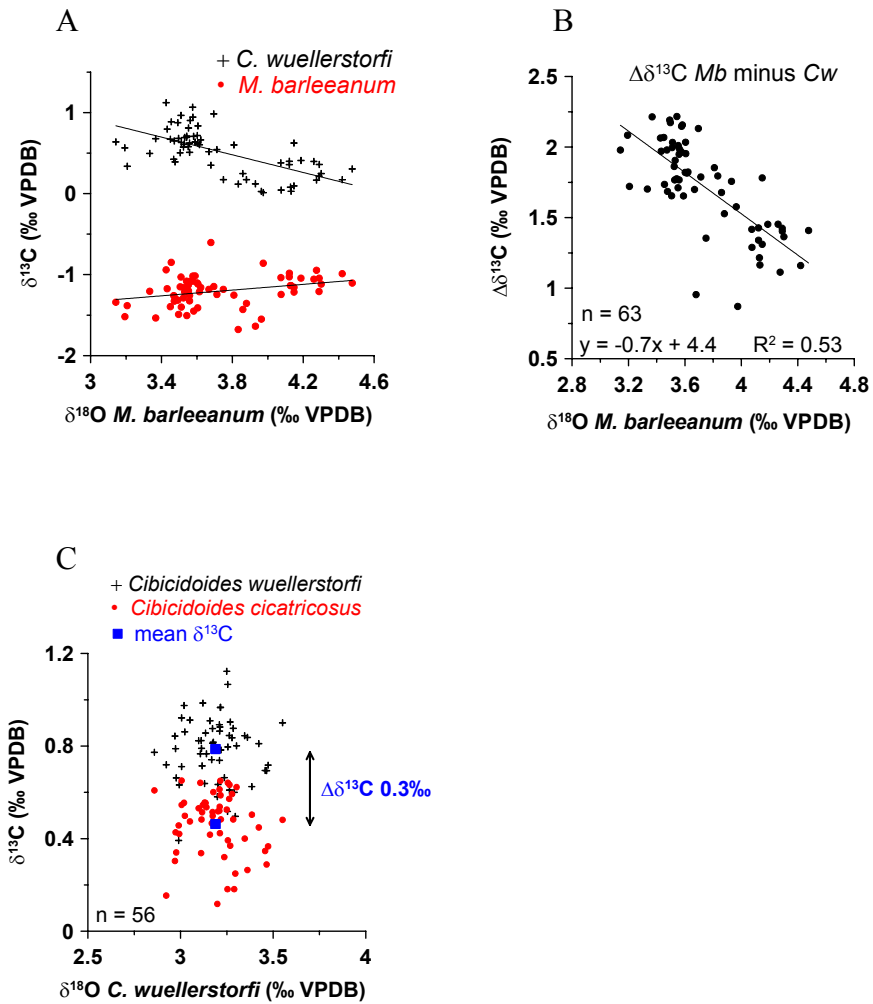 A
+ C. wuellerstorfi
• M. barleeanum
2
1
0
-1
-2
δ¹³C (‰ VPDB)
3 3.4 3.8 4.2 4.6
δ¹⁸O M. barleeanum (‰ VPDB)
B
Δδ¹³C Mb minus Cw
2.5
2
1.5
1
0.5
Δδ¹³C (‰ VPDB)
n = 63
y = -0.7x + 4.4 R² = 0.53
2.8 3.2 3.6 4 4.4 4.8
δ¹⁸O M. barleeanum (‰ VPDB)
C
+ Cibicidoides wuellerstorfi
• Cibicidoides cicatricosus
■ mean δ¹³C
1.2
0.8
0.4
0
δ¹³C (‰ VPDB)
Δδ¹³C 0.3‰
n = 56
2.5 3 3.5 4
δ¹⁸O C. wuellerstorfi (‰ VPDB)